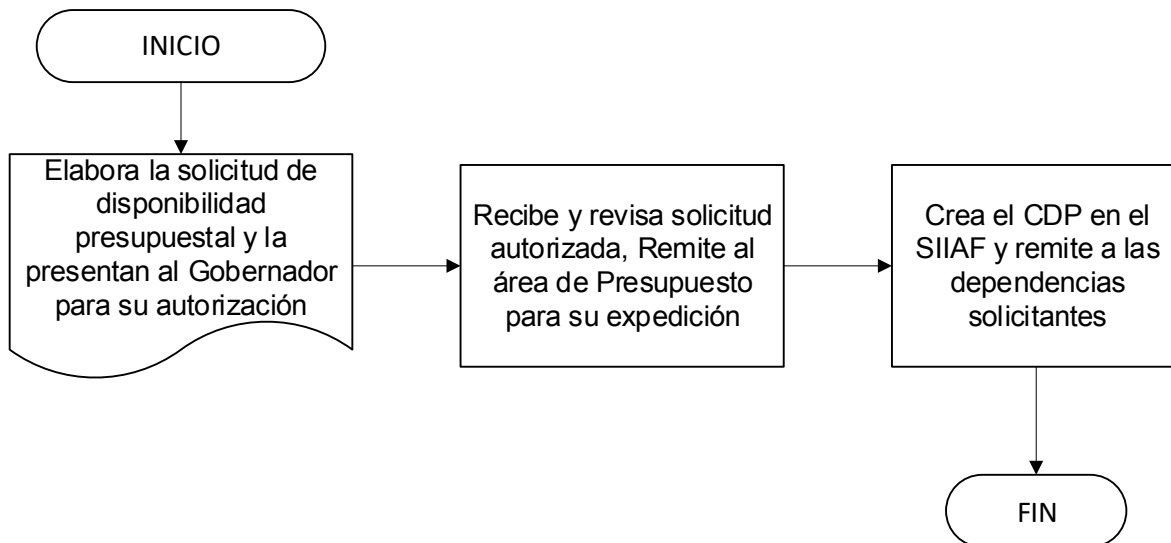 INICIO
Elabora la solicitud de
disponibilidad
presupuestal y la
presentan al Gobernador
para su autorización
Recibe y revisa solicitud
autorizada, Remite al
área de Presupuesto
para su expedición
Crea el CDP en el
SIIAF y remite a las
dependencias
solicitantes
FIN